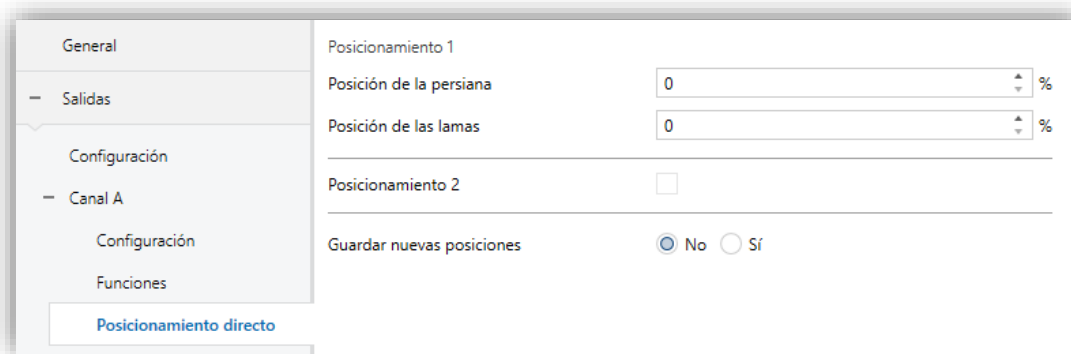 General
Salidas
Configuración
Canal A
Configuración
Funciones
Posicionamiento directo
Posicionamiento 1
Posición de la persiana 0 %
Posición de las lamas 0 %
Posicionamiento 2
Guardar nuevas posiciones No Sí